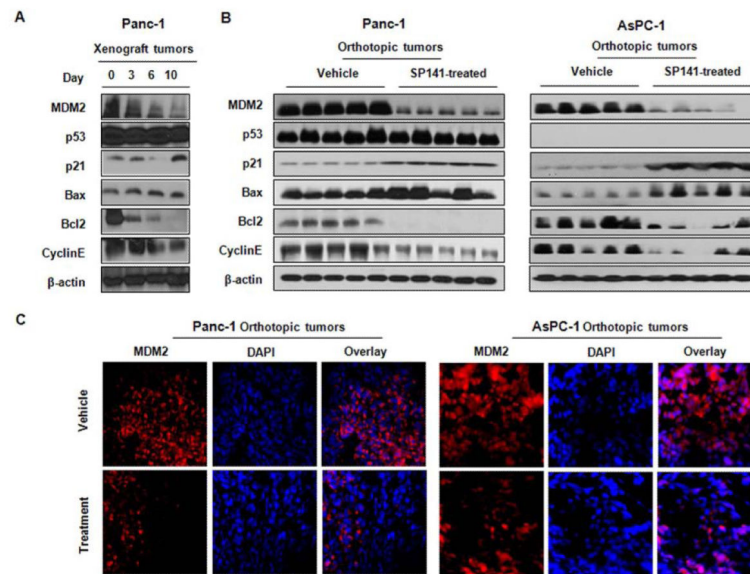 A
Panc-1
Xenograft tumors
Day 0 3 6 10
MDM2
p53
p21
Bax
Bcl2
CyclinE
β-actin
B
Panc-1
Orthotopic tumors
Vehicle SP141-treated
AsPC-1
Orthotopic tumors
Vehicle SP141-treated
MDM2
p53
p21
Bax
Bcl2
CyclinE
β-actin
C
Panc-1 Orthotopic tumors
AsPC-1 Orthotopic tumors
MDM2 DAPI Overlay MDM2 DAPI Overlay
Vehicle
Treatment